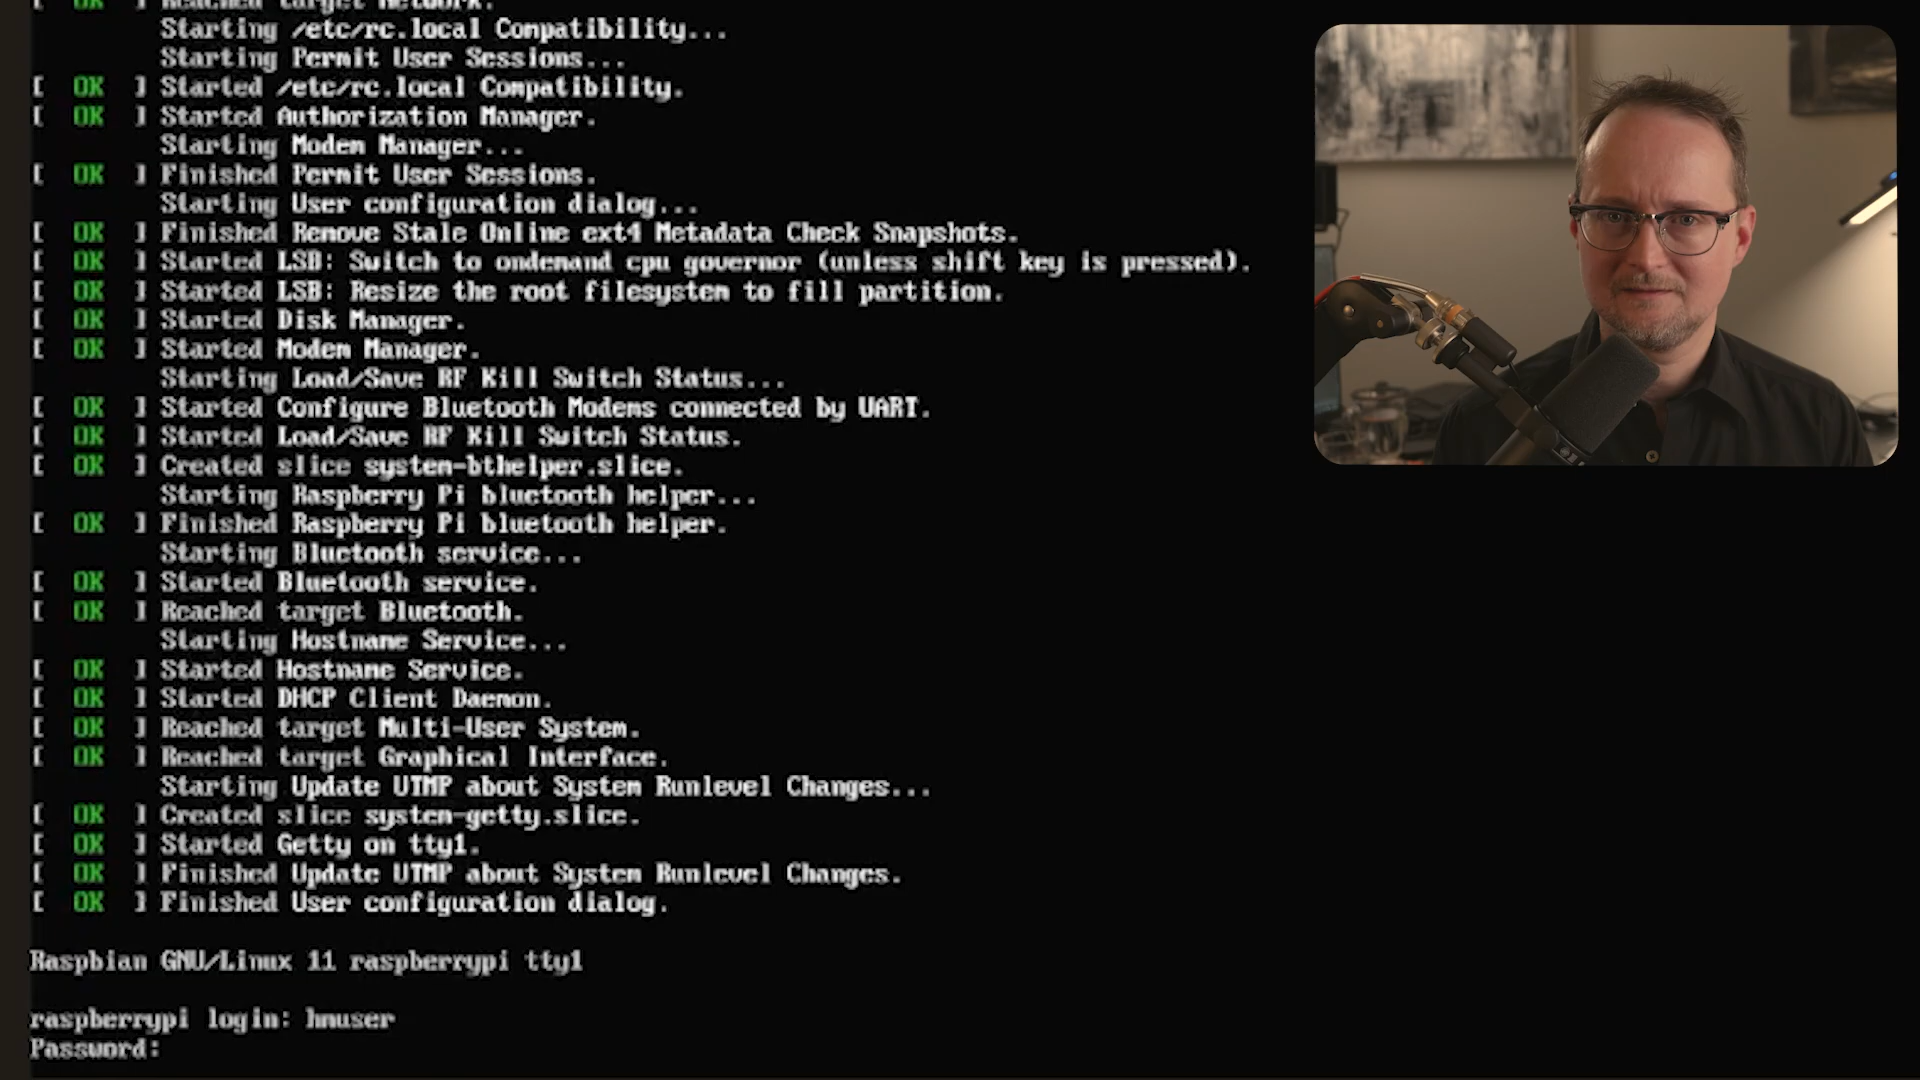 [  OK  ] Reached target Network.
Starting /etc/rc.local Compatibility...
Starting Permit User Sessions...
[  OK  ] Started /etc/rc.local Compatibility.
[  OK  ] Started Authorization Manager.
Starting Modem Manager...
[  OK  ] Finished Permit User Sessions.
Starting User configuration dialog...
[  OK  ] Finished Remove Stale Online ext4 Metadata Check Snapshots.
[  OK  ] Started LSB: Switch to ondemand cpu governor (unless shift key is pressed).
[  OK  ] Started LSB: Resize the root filesystem to fill partition.
[  OK  ] Started Disk Manager.
[  OK  ] Started Modem Manager.
Starting Load/Save RF Kill Switch Status...
[  OK  ] Started Configure Bluetooth Modems connected by UART.
[  OK  ] Started Load/Save RF Kill Switch Status.
[  OK  ] Created slice system-bthelper.slice.
Starting Raspberry Pi bluetooth helper...
[  OK  ] Finished Raspberry Pi bluetooth helper.
Starting Bluetooth service...
[  OK  ] Started Bluetooth service.
[  OK  ] Reached target Bluetooth.
Starting Hostname Service...
[  OK  ] Started Hostname Service.
[  OK  ] Started DHCP Client Daemon.
[  OK  ] Reached target Multi-User System.
[  OK  ] Reached target Graphical Interface.
Starting Update UTMP about System Runlevel Changes...
[  OK  ] Created slice system-getty.slice.
[  OK  ] Started Getty on tty1.
[  OK  ] Finished Update UTMP about System Runlevel Changes.
[  OK  ] Finished User configuration dialog.
Raspbian GNU/Linux 11 raspberrypi tty1
raspberrypi login: hmuser
Password: